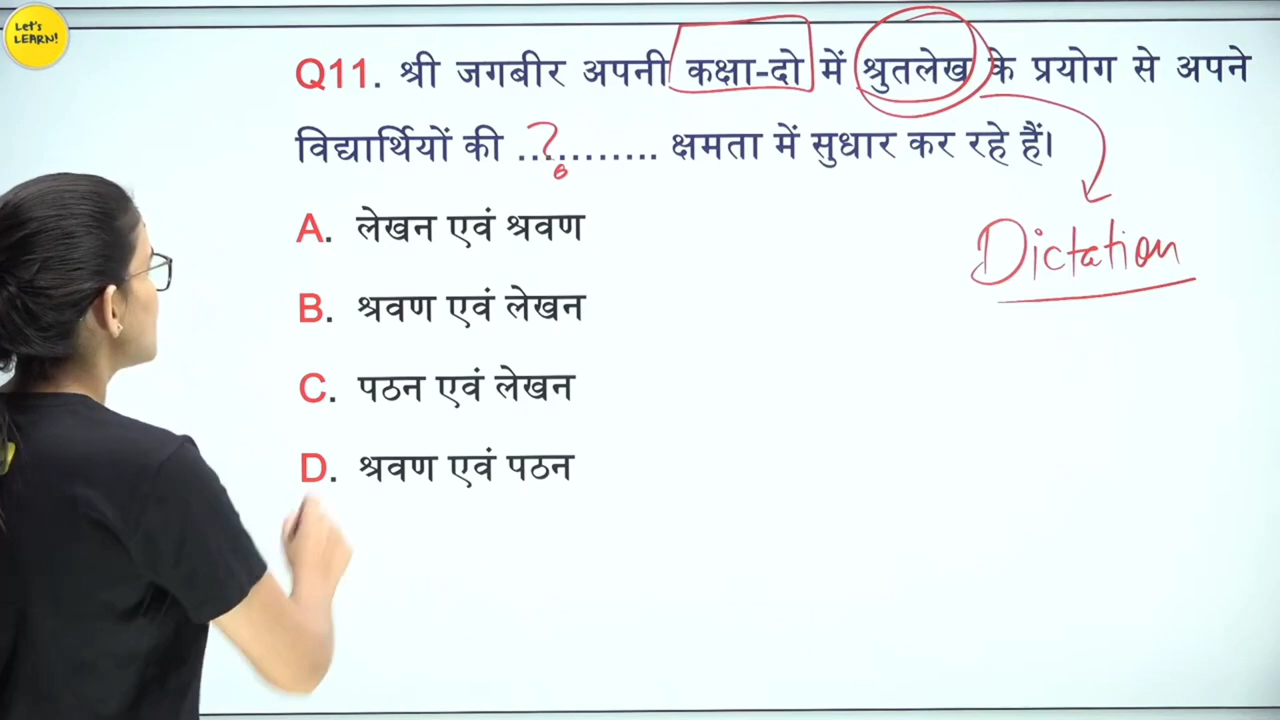 Let's
LEARN!
Q11. श्री जगबीर अपनी कक्षा-दो में श्रुतलेख के प्रयोग से अपने
विद्यार्थियों की ...?......... क्षमता में सुधार कर रहे हैं।
A. लेखन एवं श्रवण
B. श्रवण एवं लेखन
C. पठन एवं लेखन
D. श्रवण एवं पठन
Dictation